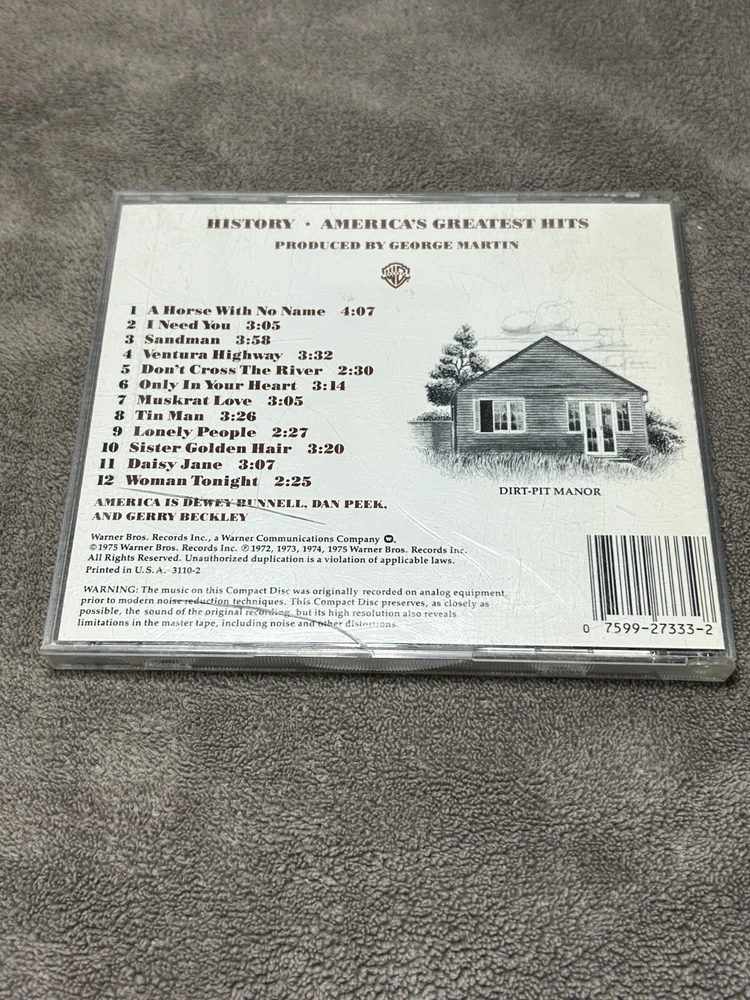 HISTORY · AMERICA'S GREATEST HITS
PRODUCED BY GEORGE MARTIN
WB
1 A Horse With No Name 4:07
2 I Need You 3:05
3 Sandman 3:58
4 Ventura Highway 3:32
5 Don't Cross The River 2:30
6 Only In Your Heart 3:14
7 Muskrat Love 3:05
8 Tin Man 3:26
9 Lonely People 2:27
10 Sister Golden Hair 3:20
11 Daisy Jane 3:07
12 Woman Tonight 2:25
AMERICA IS DEWEY BUNNELL, DAN PEEK,
AND GERRY BECKLEY
DIRT-PIT MANOR
Warner Bros. Records Inc., a Warner Communications Company
©1975 Warner Bros. Records Inc. ℗ 1972, 1973, 1974, 1975 Warner Bros. Records Inc.
All Rights Reserved. Unauthorized duplication is a violation of applicable laws.
Printed in U.S.A. 3110-2
WARNING: The music on this Compact Disc was originally recorded on analog equipment,
prior to modern noise reduction techniques. This Compact Disc preserves, as closely as
possible, the sound of the original recording, but its high resolution also reveals
limitations in the master tape, including noise and other distortions.
0 7599-27333-2